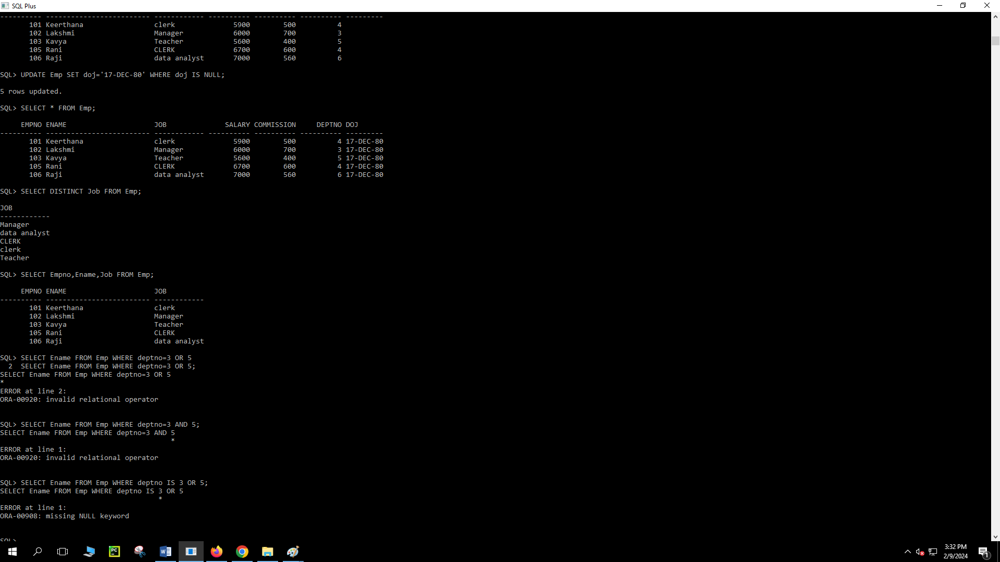 SQL Plus
---------- ------------------------- ------------ ---------- ---------- ---------- ---------
       101 Keerthana                 clerk              5900        500          4
       102 Lakshmi                   Manager            6000        700          3
       103 Kavya                     Teacher            5600        400          5
       105 Rani                      CLERK              6700        600          4
       106 Raji                      data analyst       7000        560          6
SQL> UPDATE Emp SET doj='17-DEC-80' WHERE doj IS NULL;
5 rows updated.
SQL> SELECT * FROM Emp;
     EMPNO ENAME                     JOB              SALARY COMMISSION     DEPTNO DOJ
---------- ------------------------- ------------ ---------- ---------- ---------- ---------
       101 Keerthana                 clerk              5900        500          4 17-DEC-80
       102 Lakshmi                   Manager            6000        700          3 17-DEC-80
       103 Kavya                     Teacher            5600        400          5 17-DEC-80
       105 Rani                      CLERK              6700        600          4 17-DEC-80
       106 Raji                      data analyst       7000        560          6 17-DEC-80
SQL> SELECT DISTINCT Job FROM Emp;
JOB
------------
Manager
data analyst
CLERK
clerk
Teacher
SQL> SELECT Empno,Ename,Job FROM Emp;
     EMPNO ENAME                     JOB
---------- ------------------------- ------------
       101 Keerthana                 clerk
       102 Lakshmi                   Manager
       103 Kavya                     Teacher
       105 Rani                      CLERK
       106 Raji                      data analyst
SQL> SELECT Ename FROM Emp WHERE deptno=3 OR 5
  2  SELECT Ename FROM Emp WHERE deptno=3 OR 5;
SELECT Ename FROM Emp WHERE deptno=3 OR 5
*
ERROR at line 2:
ORA-00920: invalid relational operator
SQL> SELECT Ename FROM Emp WHERE deptno=3 AND 5;
SELECT Ename FROM Emp WHERE deptno=3 AND 5
                                         *
ERROR at line 1:
ORA-00920: invalid relational operator
SQL> SELECT Ename FROM Emp WHERE deptno IS 3 OR 5;
SELECT Ename FROM Emp WHERE deptno IS 3 OR 5
                                      *
ERROR at line 1:
ORA-00908: missing NULL keyword
SQL>
PC
3:32 PM
2/9/2024
1